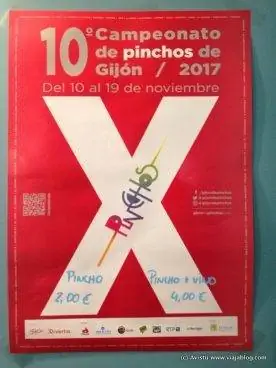 10º Campeonato
de pinchos de
Gijón / 2017
Del 10 al 19 de noviembre
PINCHOS
X
PINCHO
2,00 €
PINCHO + VINO
4,00 €
(c) Avistu www.viajablog.com